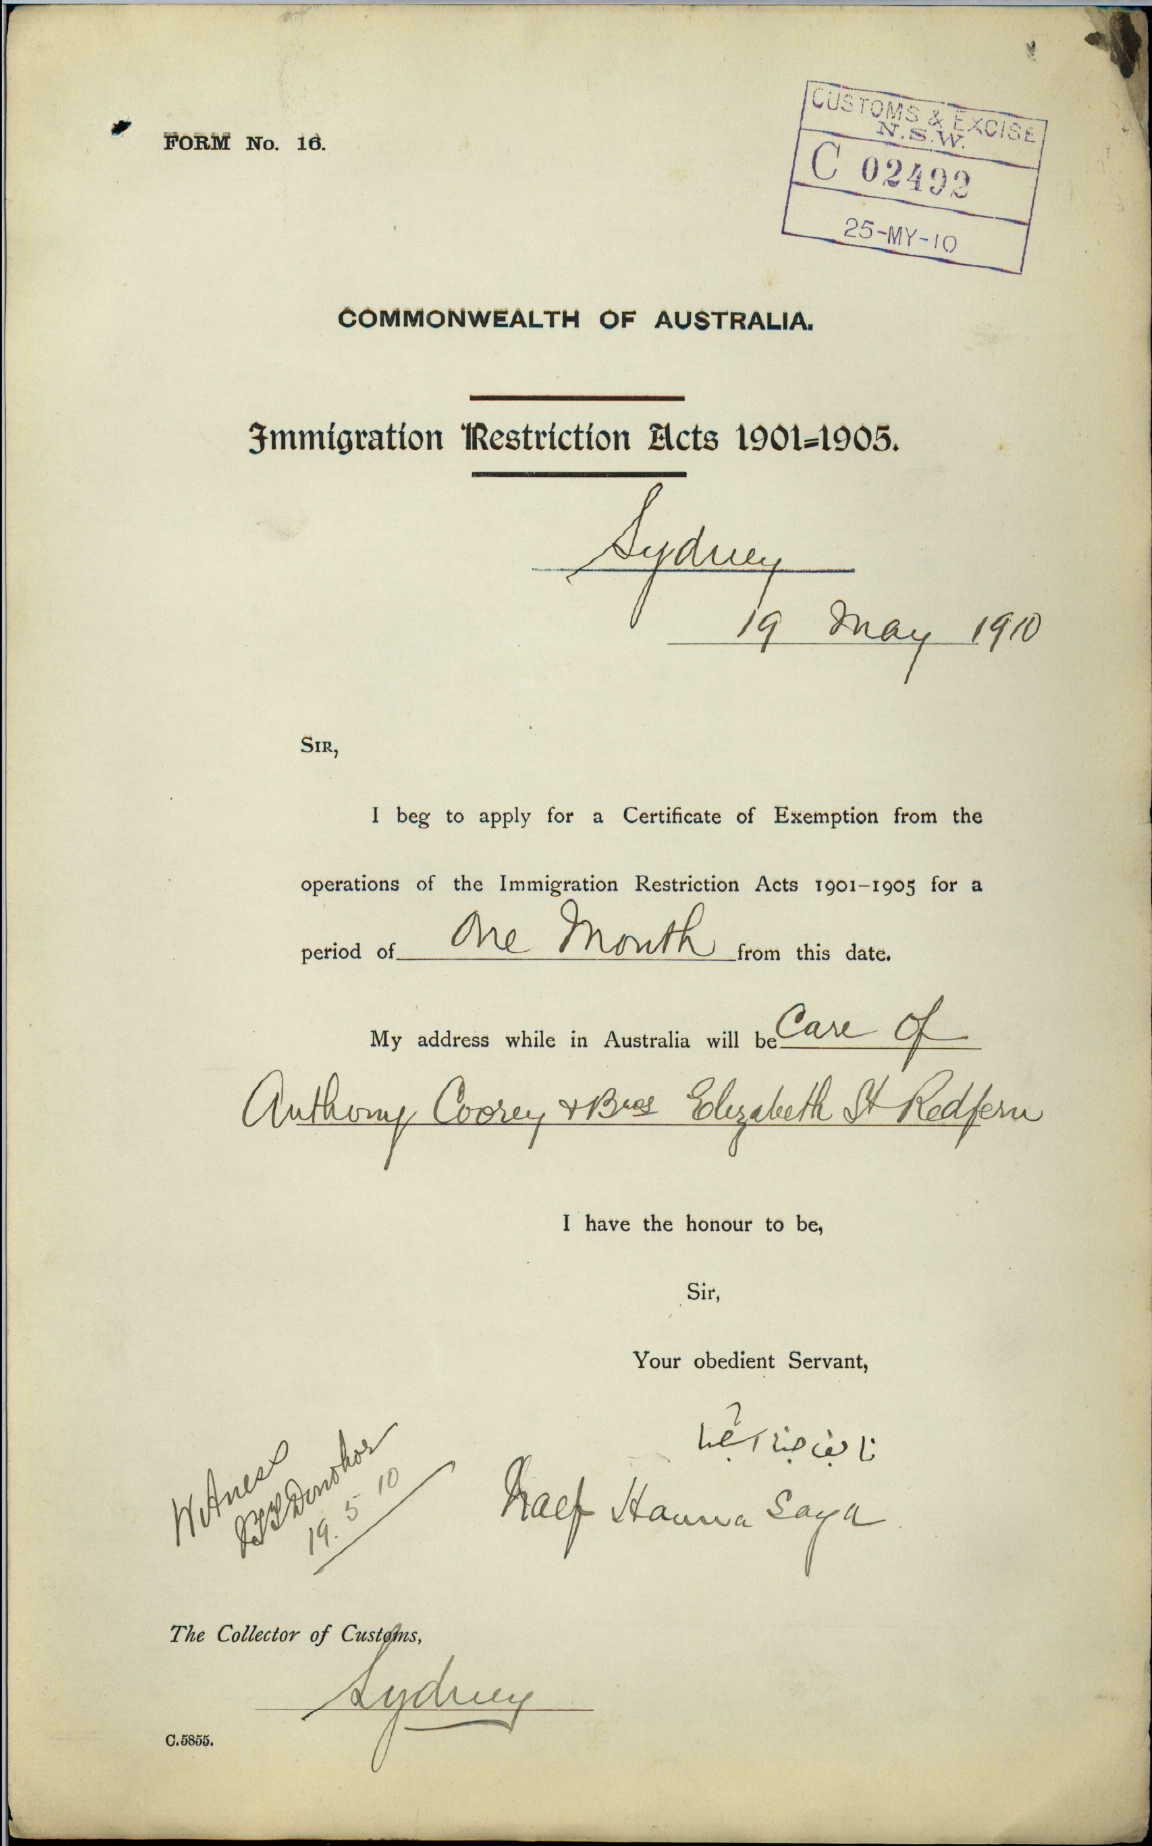 FORM No. 16.
CUSTOMS & EXCISE
N.S.W.
C 02492
25-MY-10
COMMONWEALTH OF AUSTRALIA.
Immigration Restriction Acts 1901=1905.
Sydney
19 May 1910
SIR,
I beg to apply for a Certificate of Exemption from the
operations of the Immigration Restriction Acts 1901–1905 for a
period of One Month from this date.
My address while in Australia will be Care of
Anthony Coorey & Bros Elizabeth St Redfern
I have the honour to be,
Sir,
Your obedient Servant,
نايف حنا
Naef Hanna Saya
Witness
Donohoe
19.5.10
The Collector of Customs,
Sydney
C.5855.